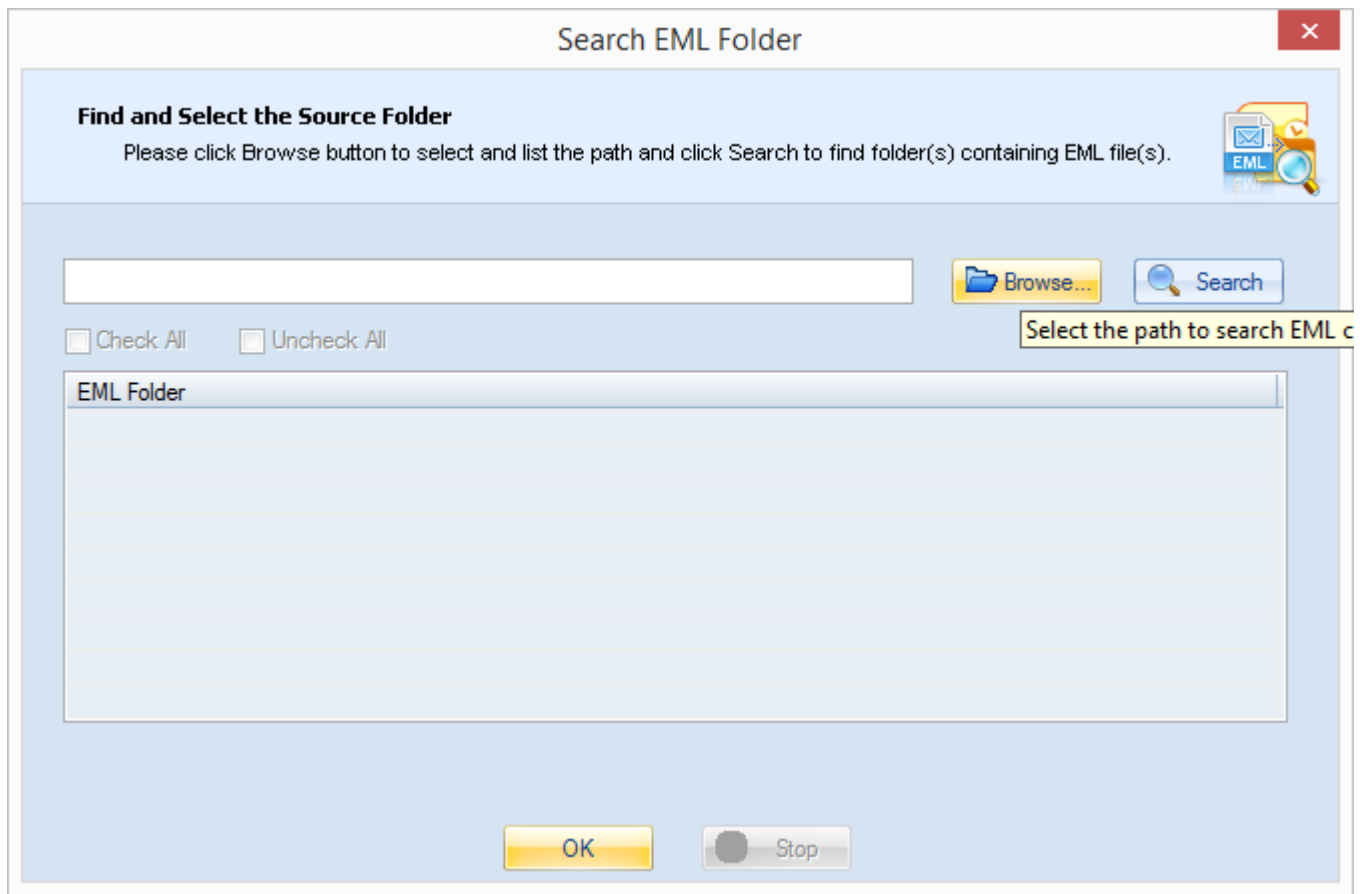 Search EML Folder
Find and Select the Source Folder
Please click Browse button to select and list the path and click Search to find folder(s) containing EML file(s).
EML
Browse...
Search
Select the path to search EML c
Check All
Uncheck All
EML Folder
OK
Stop